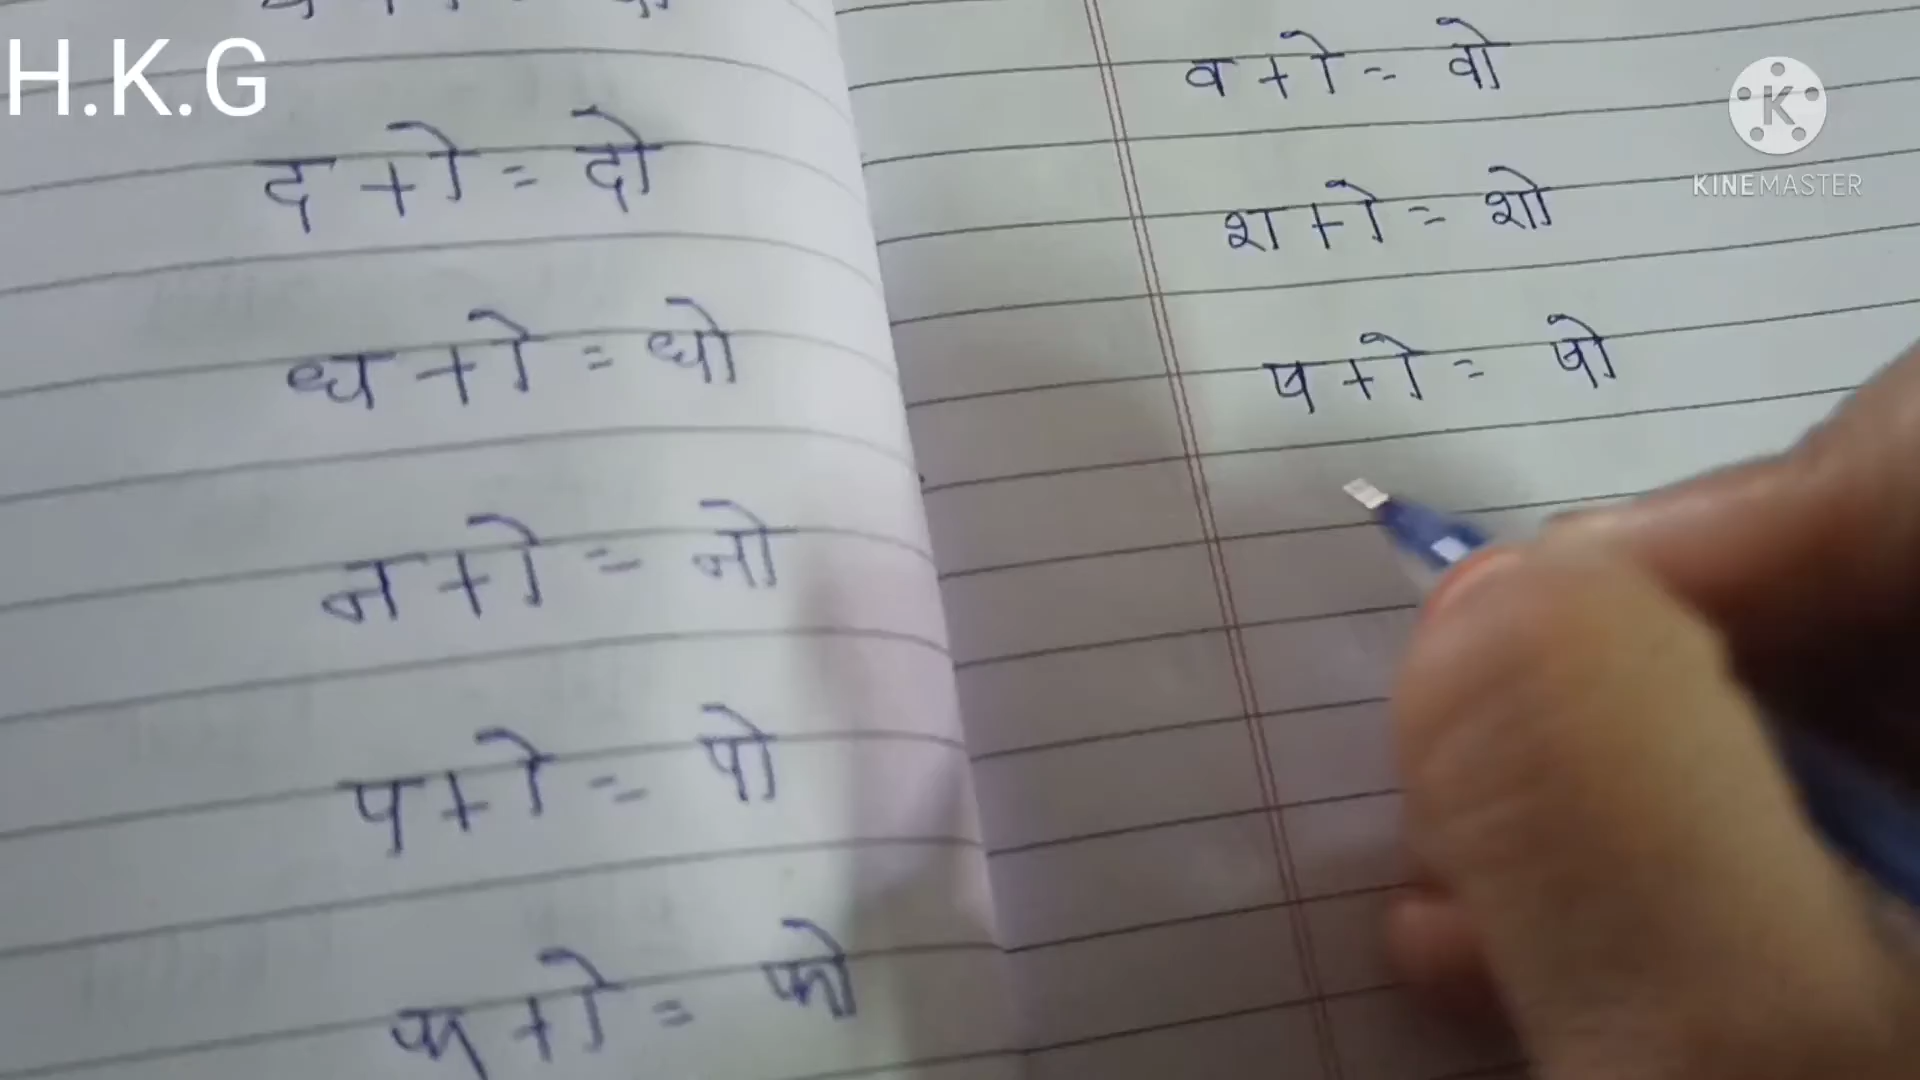 H.K.G
द + ो = दो
ध + ो = धो
न + ो = नो
प + ो = पो
फ + ो = फो
व + ो = वो
श + ो = शो
ष + ो = षो
K
KINEMASTER